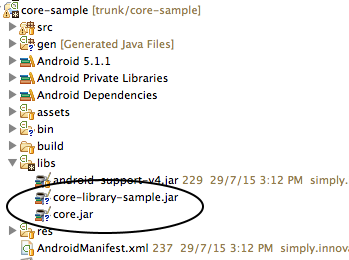 core-sample [trunk/core-sample]
src
gen [Generated Java Files]
Android 5.1.1
Android Private Libraries
Android Dependencies
assets
bin
build
libs
android-support-v4.jar 229 29/7/15 3:12 PM simply.
core-library-sample.jar
core.jar
res
AndroidManifest.xml 237 29/7/15 3:12 PM simply.innova